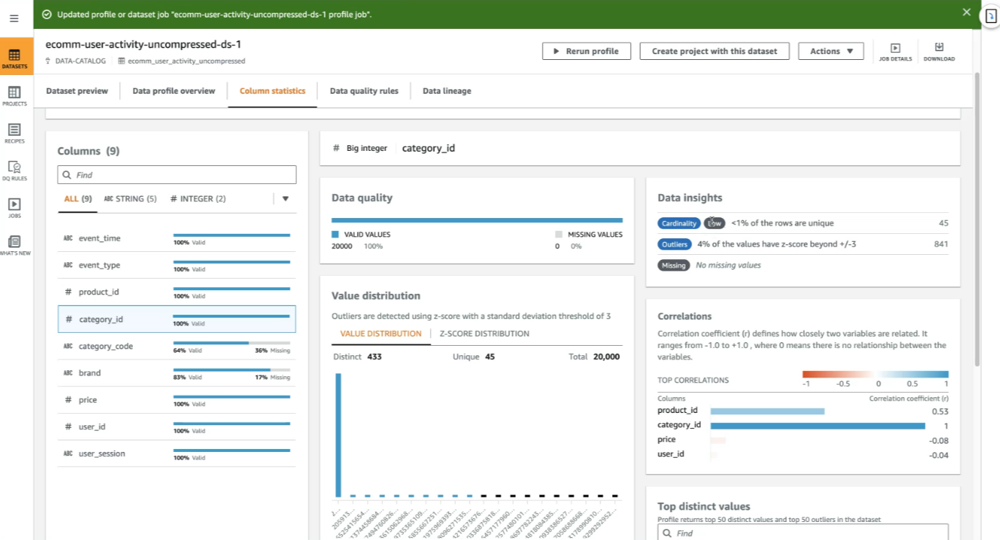 Updated profile or dataset job "ecomm-user-activity-uncompressed-ds-1 profile job".
ecomm-user-activity-uncompressed-ds-1
DATA-CATALOG
ecomm_user_activity_uncompressed
Rerun profile
Create project with this dataset
Actions ▼
JOB DETAILS
DOWNLOAD
DATASETS
PROJECTS
RECIPES
DQ RULES
JOBS
WHAT'S NEW
Dataset preview
Data profile overview
Column statistics
Data quality rules
Data lineage
Columns (9)
Find
ALL (9)
ABC STRING (5)
# INTEGER (2)
ABC event_time
100% Valid
ABC event_type
100% Valid
# product_id
100% Valid
# category_id
100% Valid
ABC category_code
64% Valid 36% Missing
ABC brand
83% Valid 17% Missing
# price
100% Valid
# user_id
100% Valid
ABC user_session
100% Valid
# Big integer category_id
Data quality
VALID VALUES MISSING VALUES
20000 100% 0 0%
Value distribution
Outliers are detected using z-score with a standard deviation threshold of 3
VALUE DISTRIBUTION Z-SCORE DISTRIBUTION
Distinct 433 Unique 45 Total 20,000
Data insights
Cardinality Low <1% of the rows are unique 45
Outliers 4% of the values have z-score beyond +/-3 841
Missing No missing values
Correlations
Correlation coefficient (r) defines how closely two variables are related. It
ranges from -1.0 to +1.0 , where 0 means there is no relationship between the
variables.
TOP CORRELATIONS
-1 -0.5 0 0.5 1
Columns Correlation coefficient (r)
product_id 0.53
category_id 1
price -0.08
user_id -0.04
Top distinct values
Profile returns top 50 distinct values and top 50 outliers in the dataset
Find